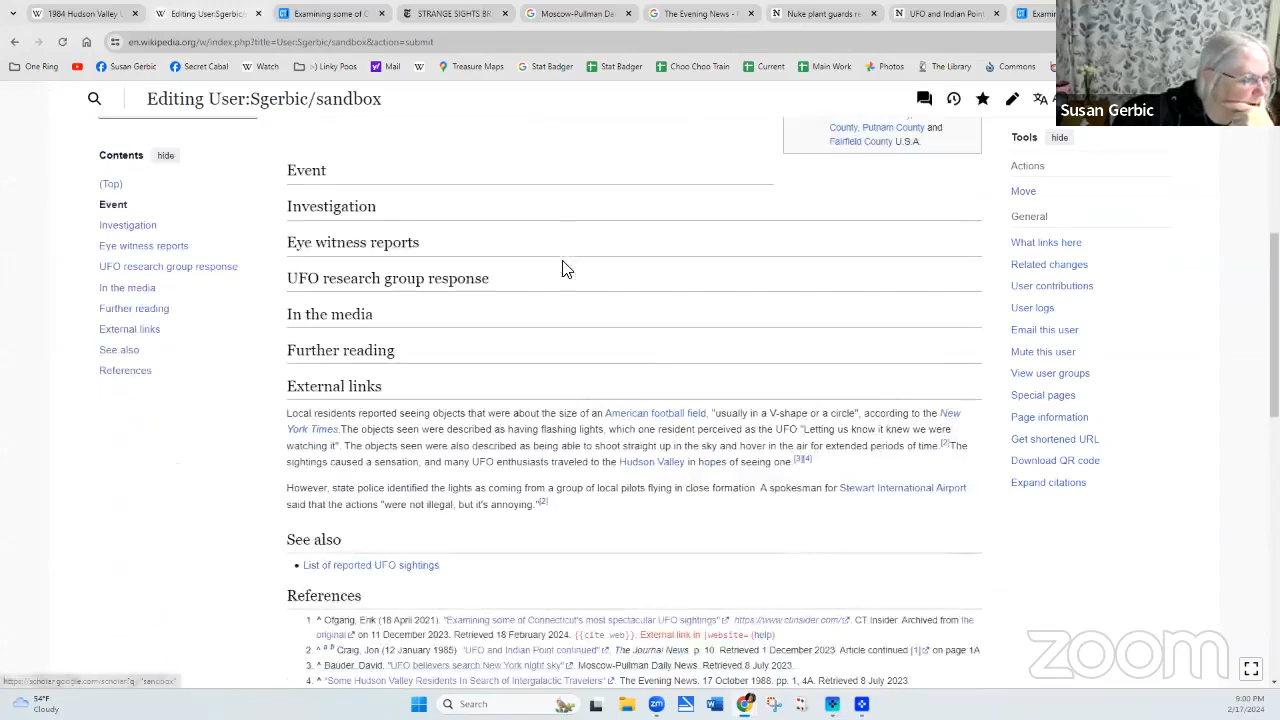 1984 Hudson Valley
Editing User:Sgerbic
Examining some of C
STRANGE SIGHTS BR
Moscow-Pullman Da
The Evening News -
Nuke plant guards re
UFO and Indian Point
Exami
en.wikipedia.org/w/index.php?title=User:Sgerbic/sandbox&action=submit
One Ring
Susan Gerbic
Secret Cabal
Watch
:-) Linky Poo
Mail
Treasure Maps
Stat Badger
Stat Badger
Choo Choo Train
Current
Main Work
Photos
The Library
Commons
Susan Gerbic
Editing User:Sgerbic/sandbox
County, Putnam County and
Fairfield County U.S.A.
Contents hide
(Top)
Event
Investigation
Eye witness reports
UFO research group response
In the media
Further reading
External links
See also
References
Event
Investigation
Eye witness reports
UFO research group response
In the media
Further reading
External links
Local residents reported seeing objects that were about the size of an American football field, "usually in a V-shape or a circle", according to the New
York Times.The objects seen were described as having flashing lights, which one resident perceived as the UFO "Letting us know it knew we were
watching it". The objects seen were also described as being able to shoot straight up in the sky and hover in the air for extended periods of time.[2]The
sightings caused a sensation, and many UFO enthusiasts traveled to the Hudson Valley in hopes of seeing one.[3][4]
However, state police identified the lights as coming from a group of local pilots flying in close formation. A spokesman for Stewart International Airport
said that the actions "were not illegal, but it's annoying."[2]
See also
• List of reported UFO sightings
References
1. ^ Ofgang, Erik (18 April 2021). "Examining some of Connecticut's most spectacular UFO sightings". https://www.ctinsider.com/. CT Insider. Archived from the
original on 11 December 2023. Retrieved 18 February 2024. {{cite web}}: External link in |website= (help)
2. ^ a b Craig, Jon (12 January 1985). "UFO and Indian Point continued". The Journal News. p. 10. Retrieved 1 December 2023. Article continued [1] on page 1A
3. ^ Bauder, David. "UFO believers search New York night sky". Moscow-Pullman Daily News. Retrieved 8 July 2023.
4. ^ "Some Hudson Valley Residents In Search of Intergalactic Travelers". The Evening News. 17 October 1988. pp. 1, 4A. Retrieved 8 July 2023.
Tools hide
Actions
Move
General
What links here
Related changes
User contributions
User logs
Email this user
Mute this user
View user groups
Special pages
Page information
Get shortened URL
Download QR code
Expand citations
zoom
54°F
Cloudy
Search
9:00 PM
2/17/2024